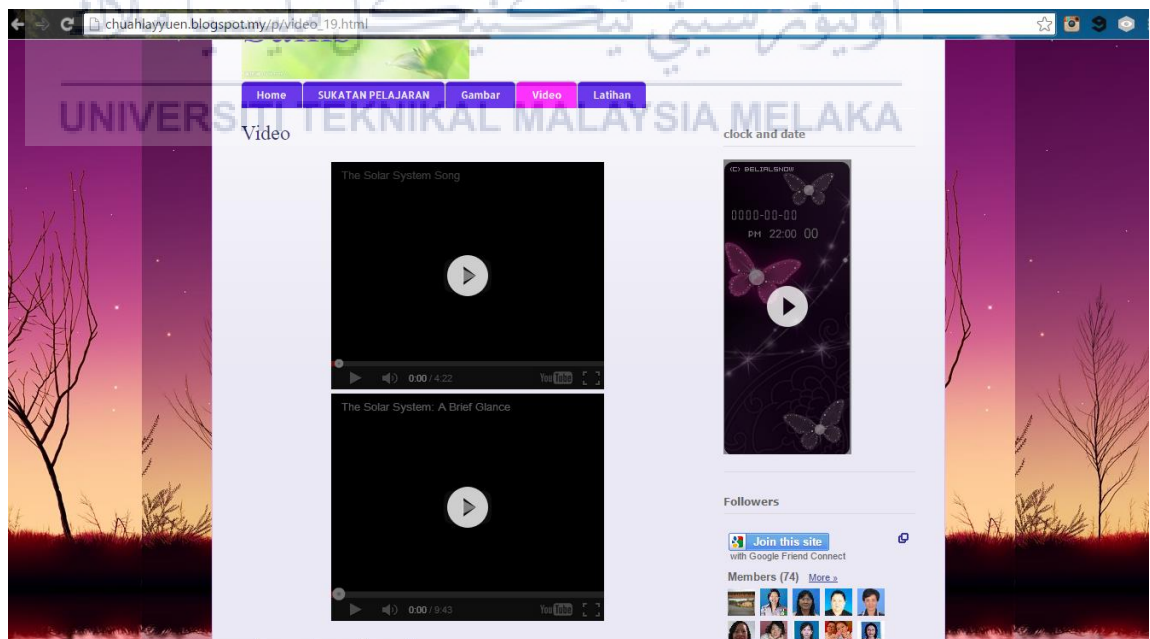 chuahlayyuen.blogspot.my/p/video_19.html
Home SUKATAN PELAJARAN Gambar Video Latihan
UNIVERSITI TEKNIKAL MALAYSIA MELAKA
Video
The Solar System Song
0:00 / 4:22 YouTube
The Solar System: A Brief Glance
0:00 / 9:43 YouTube
clock and date
(C) BELIALSHOW
0000-00-00
PM 22:00 00
Followers
Join this site
with Google Friend Connect
Members (74) More »